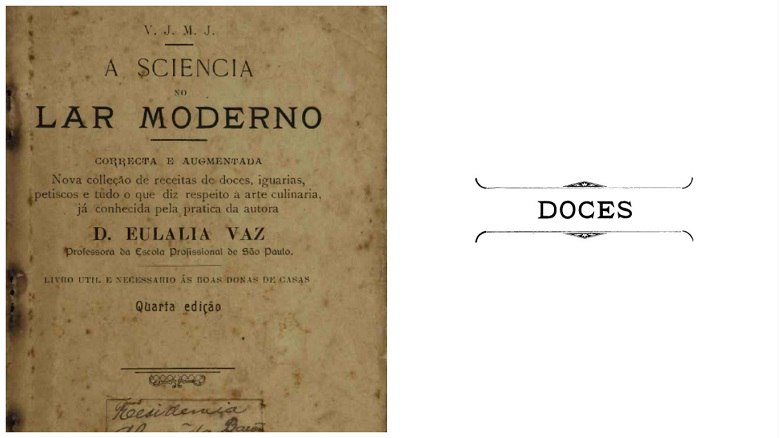 V. J. M. J.
A SCIENCIA
NO
LAR MODERNO
CORRECTA E AUGMENTADA
Nova colleção de receitas de doces, iguarias,
petiscos e tudo o que diz respeito á arte culinaria,
já conhecida pela pratica da autora
D. EULALIA VAZ
Professora da Escola Profissional de São Paulo.
LIVRO UTIL E NECESSARIO ÁS BOAS DONAS DE CASAS
Quarta edição
Residencia
DOCES